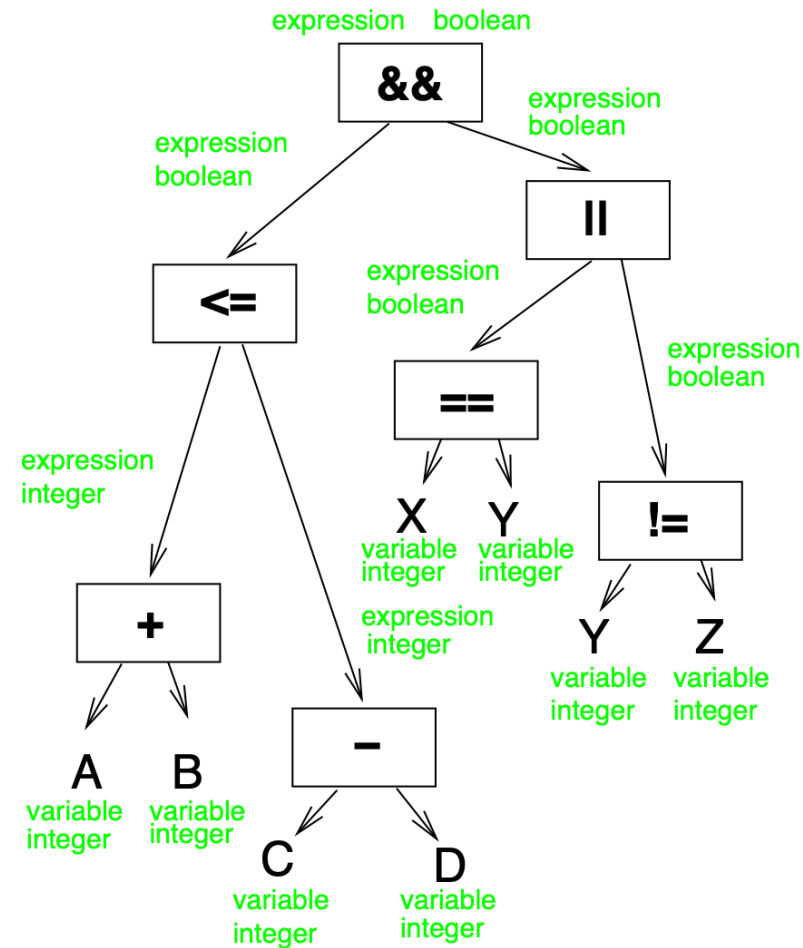 expression boolean
&&
expression
boolean
expression
boolean
||
expression
boolean
<=
expression
boolean
==
expression
integer
X Y
variable variable
integer integer
!=
+
expression
integer
Y Z
variable variable
integer integer
−
A B
variable variable
integer integer
C D
variable variable
integer integer